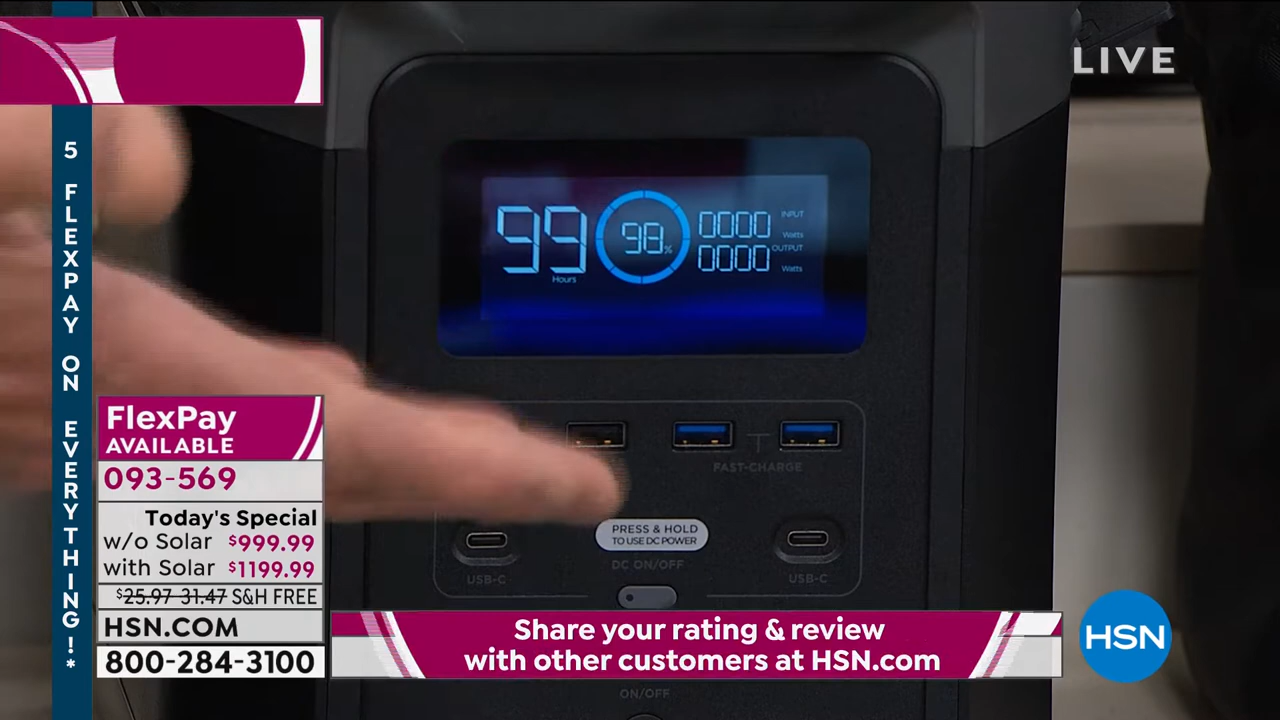 LIVE
5 FLEXPAY ON EVERYTHING!*
99
Hours
98%
0000
INPUT
Watts
0000
OUTPUT
Watts
FAST-CHARGE
PRESS & HOLD
TO USE DC POWER
DC ON/OFF
USB-C
USB-C
ON/OFF
FlexPay
AVAILABLE
093-569
Today's Special
w/o Solar $999.99
with Solar $1199.99
$25.97-31.47 S&H FREE
HSN.COM
800-284-3100
Share your rating & review
with other customers at HSN.com
HSN